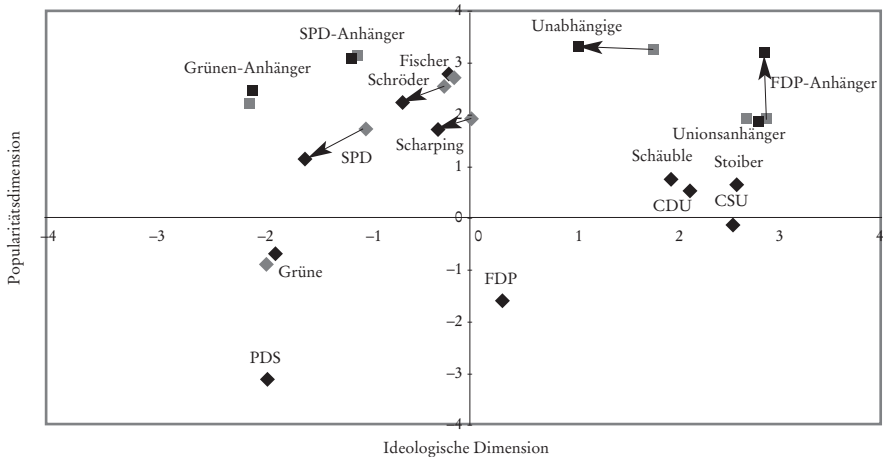 4
SPD-Anhänger
Unabhängige
Grünen-Anhänger
3
Fischer
Schröder
FDP-Anhänger
2
Scharping
Unionsanhänger
SPD
Schäuble
Stoiber
1
CDU
CSU
0
–4
–3
–2
–1
0
1
2
3
4
Grüne
–1
FDP
–2
PDS
–3
–4
Popularitätsdimension
Ideologische Dimension